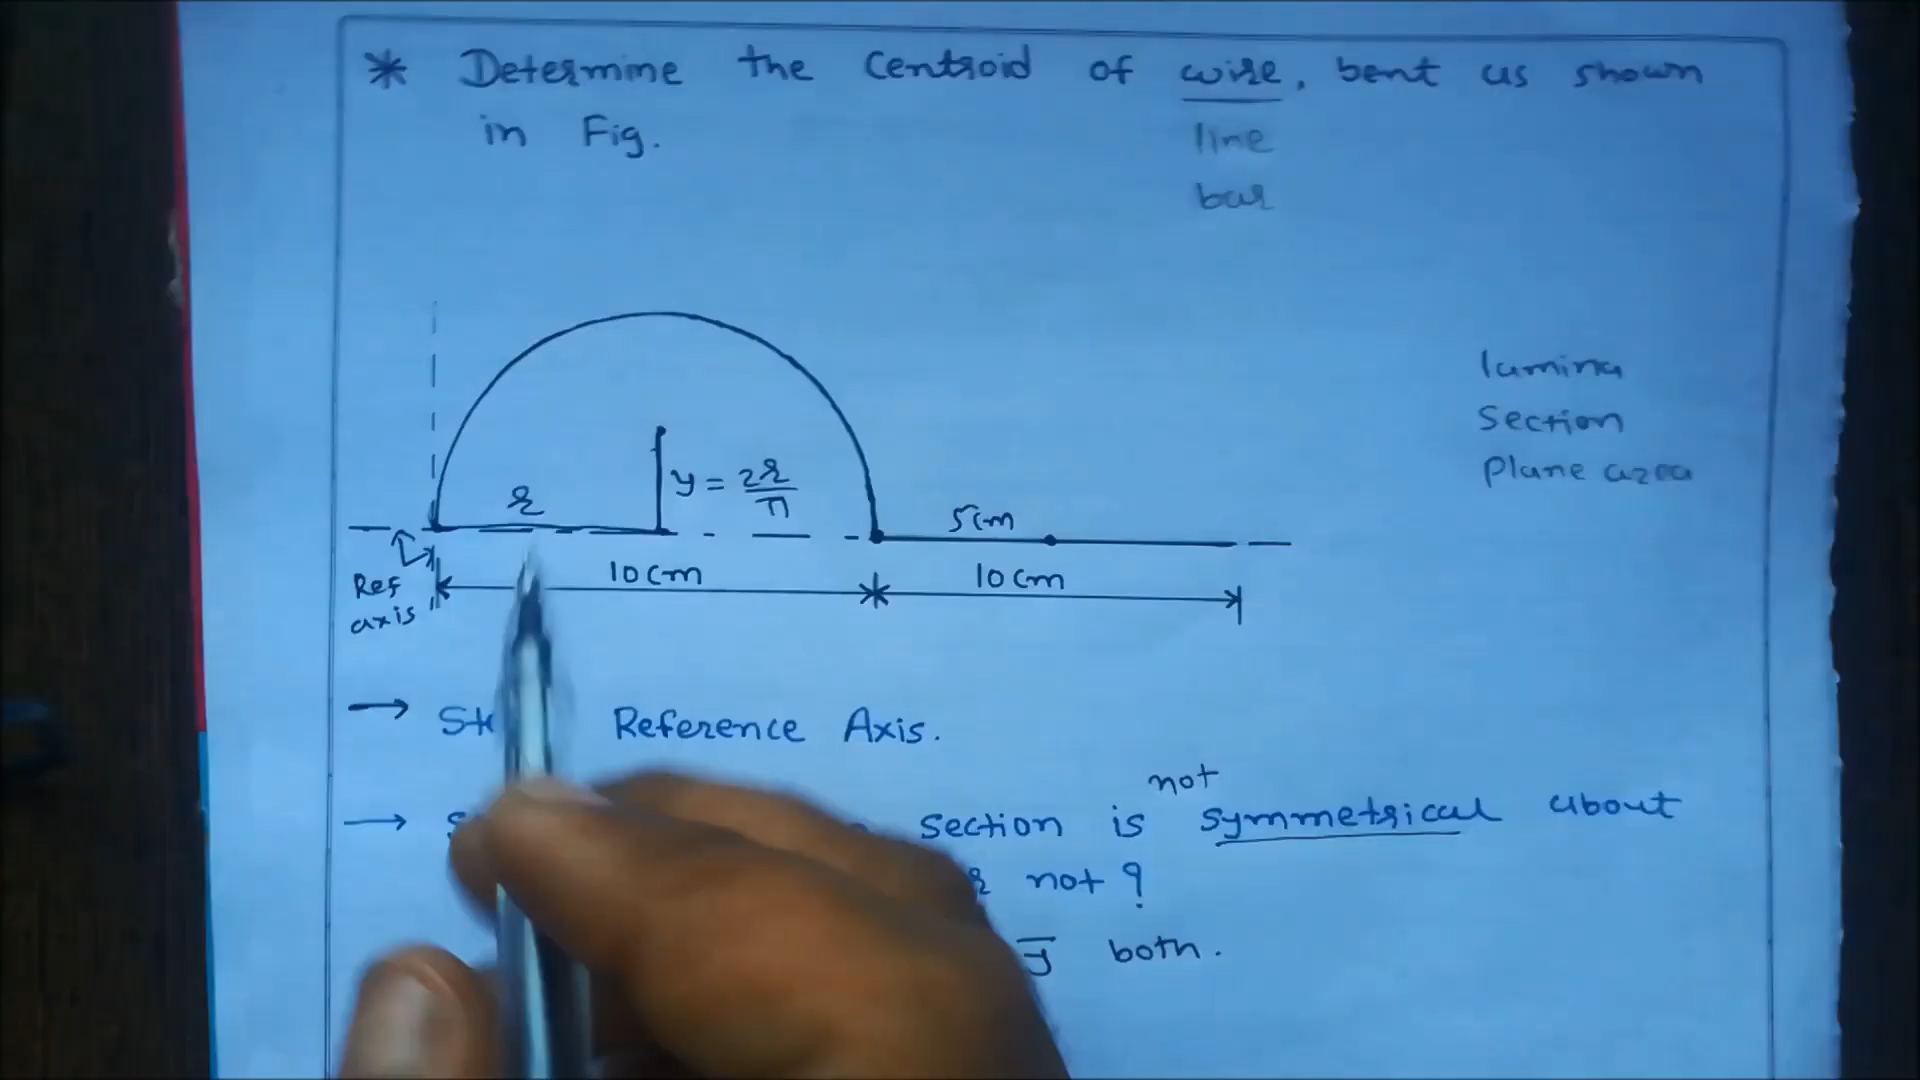 * Determine the Centroid of wire, bent as shown
in Fig.
line
bar
lamina
section
plane area
r
y = 2r/π
5cm
Ref
axis
10cm
10cm
→ Reference Axis.
not
→ section is symmetrical about
not ?
ȳ both.